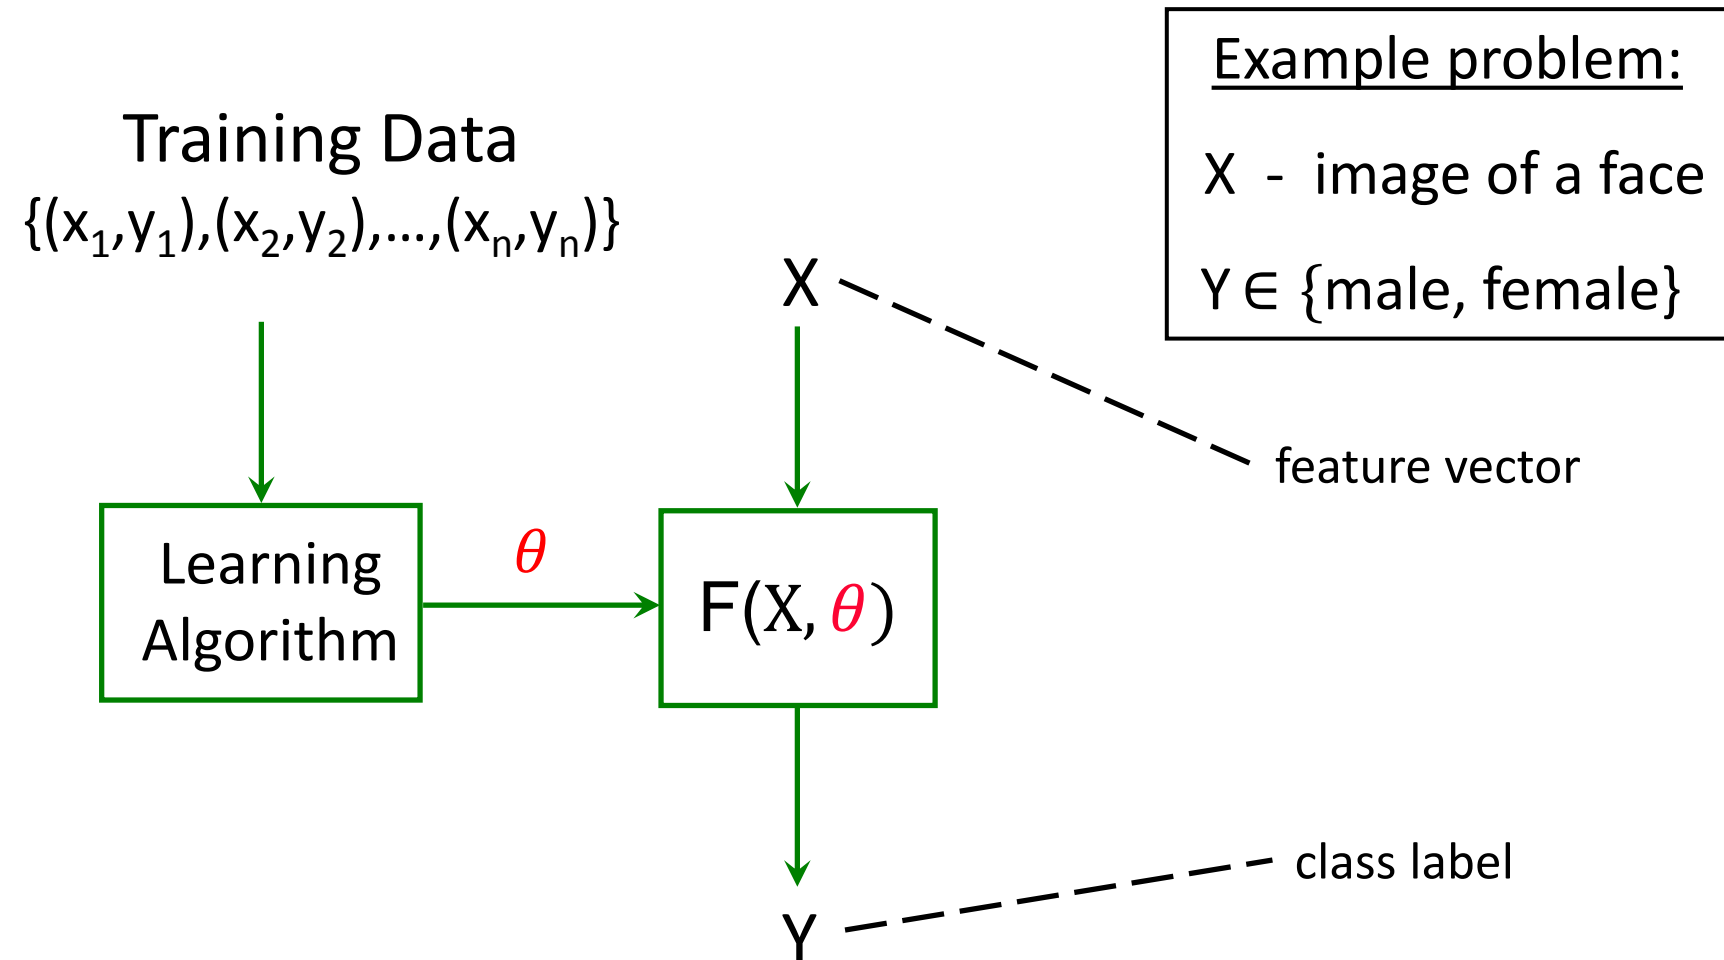 Training Data
{(x₁,y₁),(x₂,y₂),...,(xₙ,yₙ)}
Example problem:
X - image of a face
Y ∈ {male, female}
X
feature vector
Learning
Algorithm
θ
F(X, θ)
class label
Y